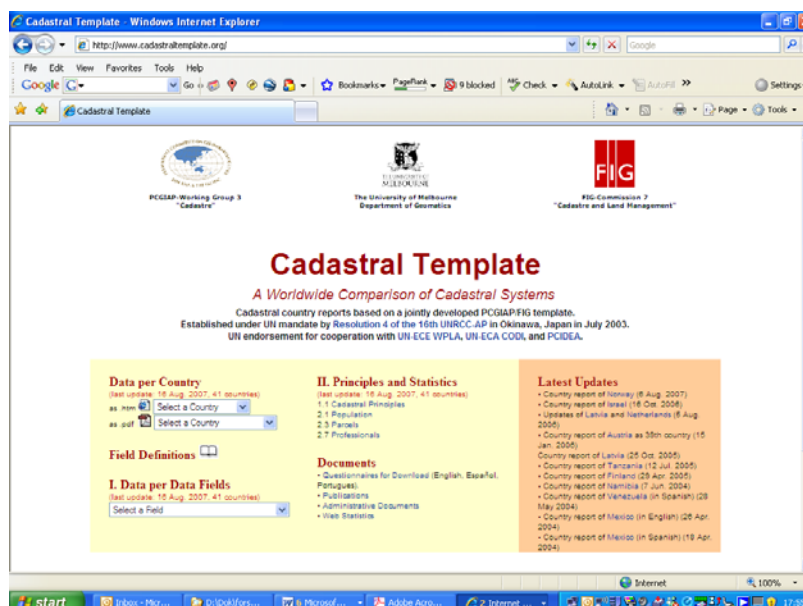 Cadastral Template - Windows Internet Explorer
http://www.cadastraltemplate.org/
Google
File Edit View Favorites Tools Help
Google G Go Bookmarks PageRank 9 blocked Check AutoLink AutoFill Settings
Cadastral Template Page Tools
PCGIAP-Working Group 3
"Cadastre"
THE UNIVERSITY OF
MELBOURNE
The University of Melbourne
Department of Geomatics
FIG
FIG-Commission 7
"Cadastre and Land Management"
Cadastral Template
A Worldwide Comparison of Cadastral Systems
Cadastral country reports based on a jointly developed PCGIAP/FIG template.
Established under UN mandate by Resolution 4 of the 16th UNRCC-AP in Okinawa, Japan in July 2003.
UN endorsement for cooperation with UN-ECE WPLA, UN-ECA CODI, and PCIDEA.
Data per Country
(last update: 16 Aug. 2007, 41 countries)
as .htm Select a Country
as .pdf Select a Country
Field Definitions
I. Data per Data Fields
(last update: 16 Aug. 2007, 41 countries)
Select a Field
II. Principles and Statistics
(last update: 16 Aug. 2007, 41 countries)
1.1 Cadastral Principles
2.1 Population
2.3 Parcels
2.7 Professionals
Documents
• Questionnaires for Download (English, Español,
Portugues).
• Publications
• Administrative Documents
• Web Statistics
Latest Updates
• Country report of Norway (6 Aug. 2007)
• Country report of Israel (16 Oct. 2006)
• Updates of Latvia and Netherlands (6 Aug.
2006)
• Country report of Austria as 38th country (15
Jan. 2006)
Country report of Latvia (25 Oct. 2005)
• Country report of Tanzania (12 Jul. 2005)
• Country report of Finland (29 Apr. 2005)
• Country report of Namibia (7 Jun. 2004)
• Country report of Venezuela (in Spanish) (28
May 2004)
• Country report of Mexico (in English) (26 Apr.
2004)
• Country report of Mexico (in Spanish) (18 Apr.
2004)
Internet 100%
start Inbox - Micr... D:\Dok\fors... 6 Microsof... Adobe Acro... 2 Internet ...